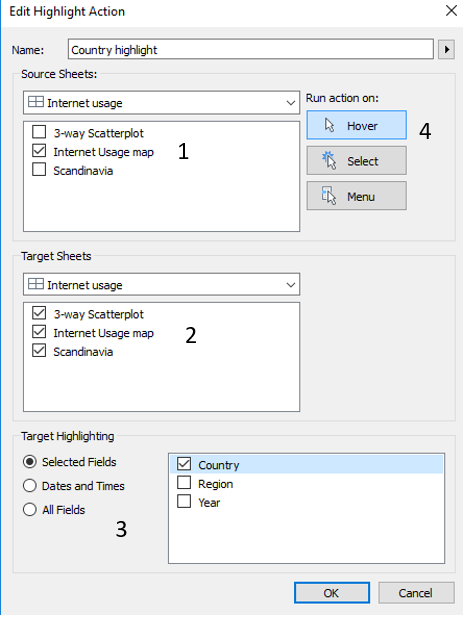 Edit Highlight Action
Name: Country highlight
Source Sheets:
Internet usage
Run action on:
3-way Scatterplot
Internet Usage map
Scandinavia
1
Hover
4
Select
Menu
Target Sheets
Internet usage
3-way Scatterplot
Internet Usage map
Scandinavia
2
Target Highlighting
Selected Fields
Dates and Times
All Fields
3
Country
Region
Year
OK Cancel